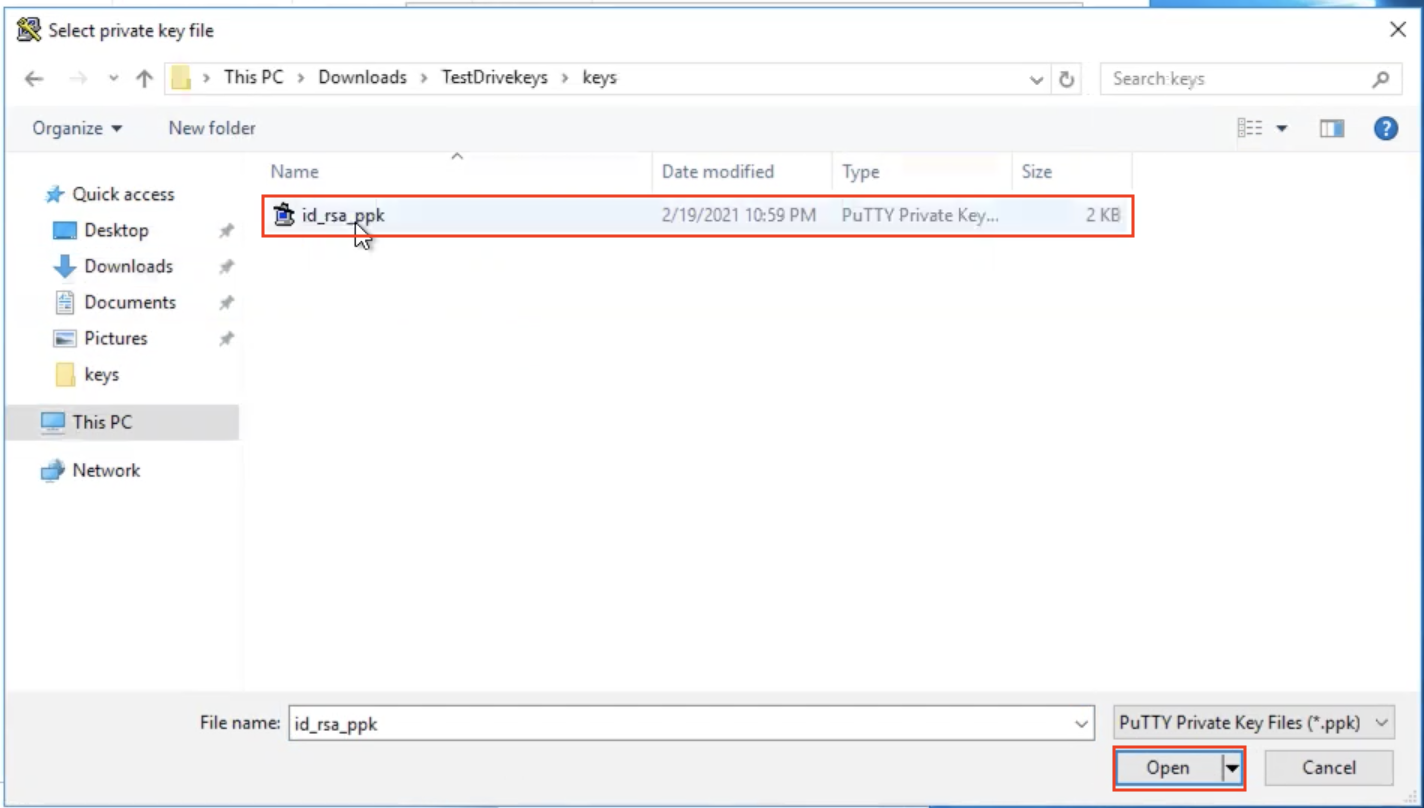 Select private key file
This PC > Downloads > TestDrivekeys > keys
Search keys
Organize
New folder
Name
Date modified
Type
Size
id_rsa_ppk
2/19/2021 10:59 PM
PuTTY Private Key...
2 KB
Quick access
Desktop
Downloads
Documents
Pictures
keys
This PC
Network
File name:
id_rsa_ppk
PuTTY Private Key Files (*.ppk)
Open
Cancel